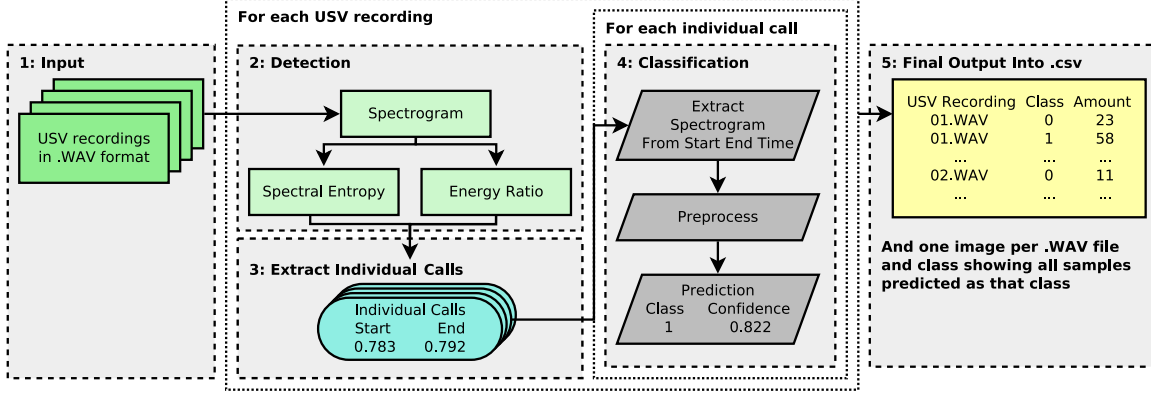 For each USV recording
1: Input
USV recordings
in .WAV format
2: Detection
Spectrogram
Spectral Entropy
Energy Ratio
3: Extract Individual Calls
Individual Calls
Start End
0.783 0.792
For each individual call
4: Classification
Extract
Spectrogram
From Start End Time
Preprocess
Prediction
Class Confidence
1 0.822
5: Final Output Into .csv
USV Recording Class Amount
01.WAV 0 23
01.WAV 1 58
... ... ...
02.WAV 0 11
... ... ...
And one image per .WAV file
and class showing all samples
predicted as that class